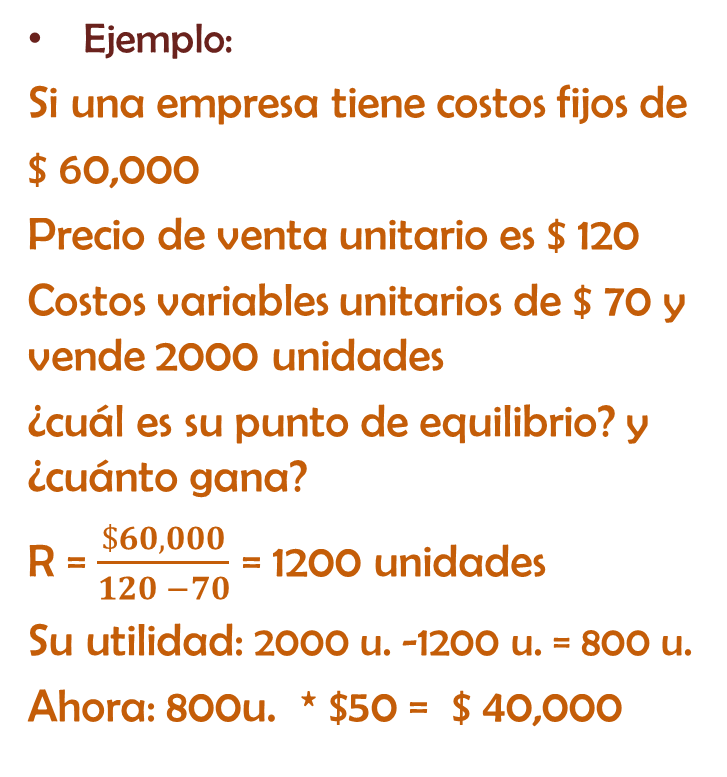 • Ejemplo:
Si una empresa tiene costos fijos de
$ 60,000
Precio de venta unitario es $ 120
Costos variables unitarios de $ 70 y
vende 2000 unidades
¿cuál es su punto de equilibrio? y
¿cuánto gana?
R = $60,000 / 120 – 70 = 1200 unidades
Su utilidad: 2000 u. -1200 u. = 800 u.
Ahora: 800u. * $50 = $ 40,000